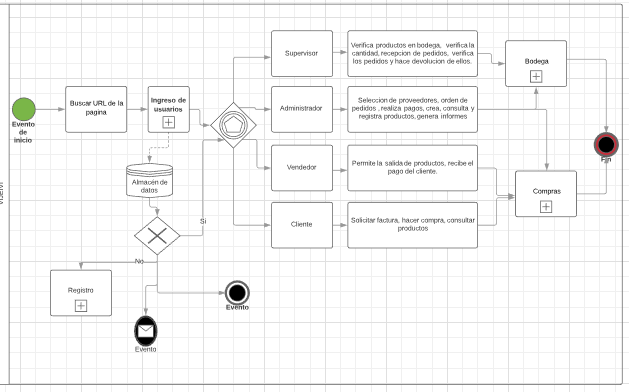 Evento
de
inicio
Buscar URL de la
pagina
Ingreso de
usuarios
Almacén de
datos
Si
No
Registro
Evento
Evento
Supervisor
Verifica productos en bodega, verifica la
cantidad, recepción de pedidos, verifica
los pedidos y hace devolucion de ellos.
Administrador
Seleccion de proveedores, orden de
pedidos, realiza pagos, crea, consulta y
registra productos, genera informes
Vendedor
Permite la salida de productos, recibe el
pago del cliente.
Cliente
Solicitar factura, hacer compra, consultar
productos
Bodega
Compras
Fin